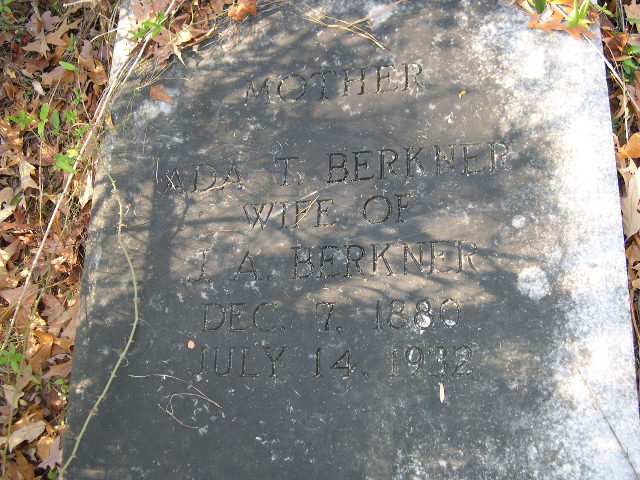 MOTHER
ADA T. BERKNER
WIFE OF
J. A. BERKNER
DEC. 7, 1880
JULY 14, 1932